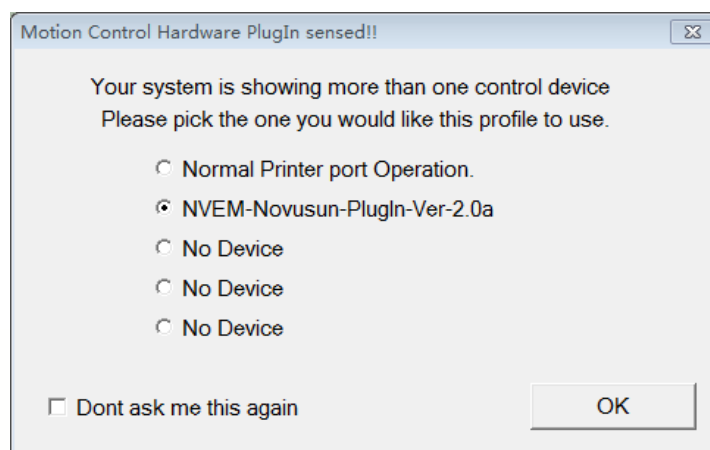 Motion Control Hardware PlugIn sensed!!
Your system is showing more than one control device
Please pick the one you would like this profile to use.
Normal Printer port Operation.
NVEM-Novusun-PlugIn-Ver-2.0a
No Device
No Device
No Device
Dont ask me this again
OK